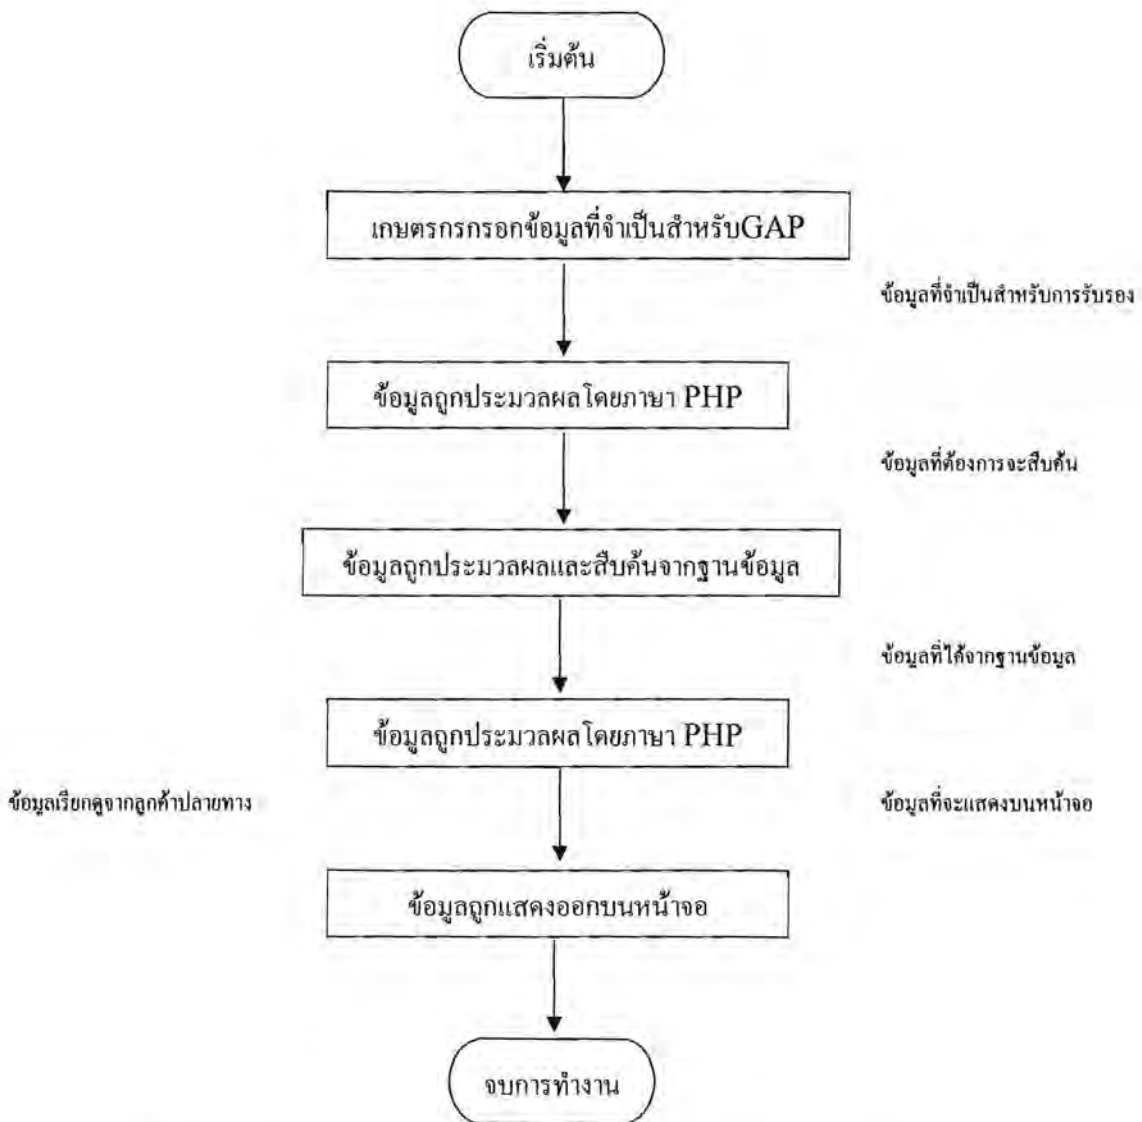 เริ่มต้น
เกษตรกรกรอกข้อมูลที่จำเป็นสำหรับGAP
ข้อมูลที่จำเป็นสำหรับการรับรอง
ข้อมูลถูกประมวลผลโดยภาษา PHP
ข้อมูลที่ต้องการจะสืบค้น
ข้อมูลถูกประมวลผลและสืบค้นจากฐานข้อมูล
ข้อมูลที่ได้จากฐานข้อมูล
ข้อมูลถูกประมวลผลโดยภาษา PHP
ข้อมูลเรียกดูจากลูกค้าปลายทาง
ข้อมูลที่จะแสดงบนหน้าจอ
ข้อมูลถูกแสดงออกบนหน้าจอ
จบการทำงาน